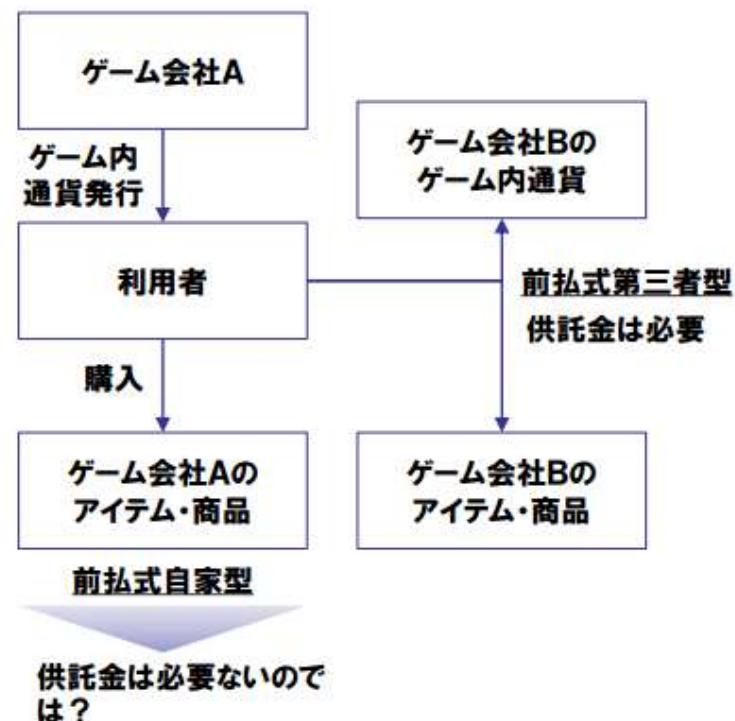 ゲーム会社A
ゲーム内
通貨発行
ゲーム会社Bの
ゲーム内通貨
利用者
前払式第三者型
供託金は必要
購入
ゲーム会社Aの
アイテム・商品
ゲーム会社Bの
アイテム・商品
前払式自家型
供託金は必要ないので
は？